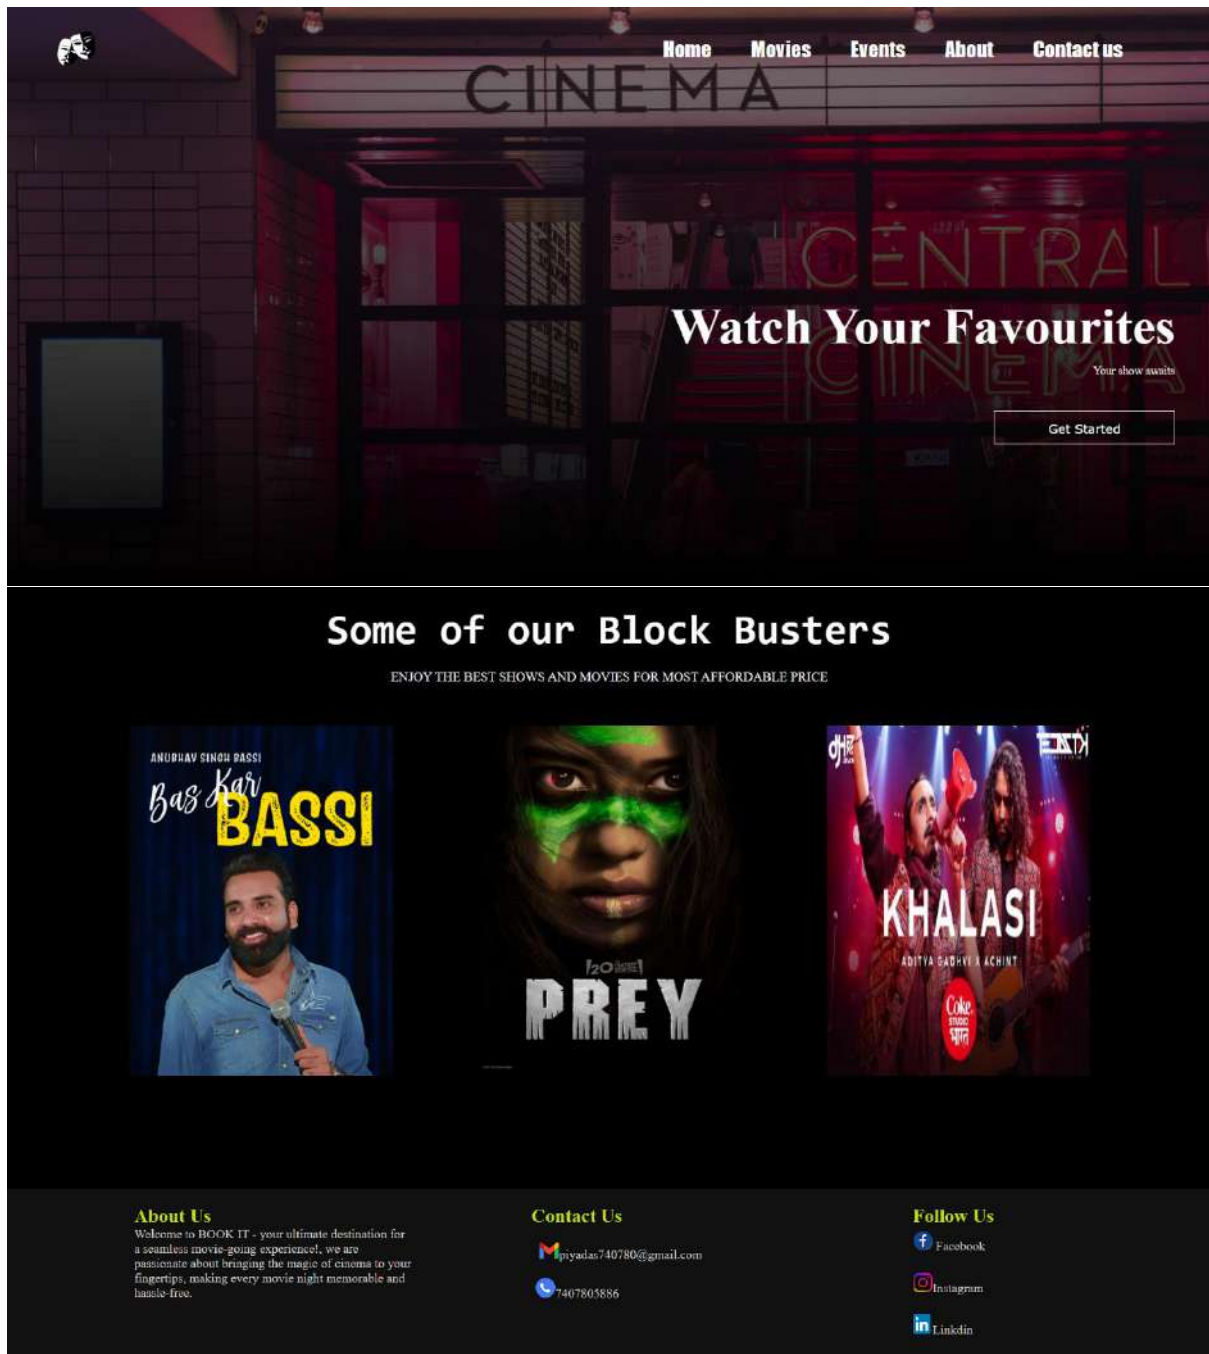 Home Movies Events About Contact us
CINEMA
CENTRAL
CINEMA
Watch Your Favourites
Your show awaits
Get Started
Some of our Block Busters
ENJOY THE BEST SHOWS AND MOVIES FOR MOST AFFORDABLE PRICE
ANUBHAV SINGH BASSI
Bas Kar
BASSI
PREY
KHALASI
ADITYA GADHVI X ACHINT
Coke
STUDIO
भारत
About Us
Welcome to BOOK IT - your ultimate destination for
a seamless movie-going experience!, we are
passionate about bringing the magic of cinema to your
fingertips, making every movie night memorable and
hassle-free.
Contact Us
piyadas740780@gmail.com
7407805886
Follow Us
Facebook
Instagram
Linkdin